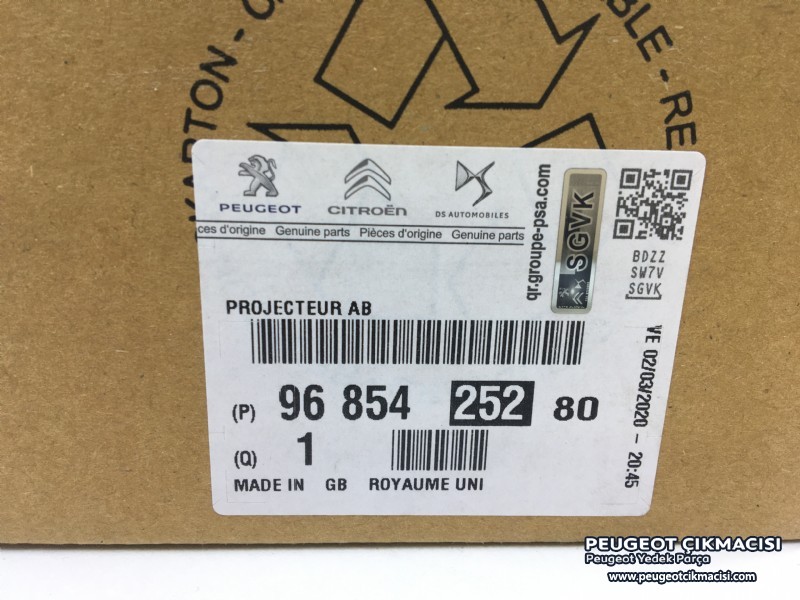 KARTON - C
BLE - RE
PEUGEOT
CITROËN
DS AUTOMOBILES
ces d'origine Genuine parts Pièces d'origine Genuine parts
qr.groupe-psa.com
SGVK
BDZZ
SW7V
SGVK
PROJECTEUR AB
(P) 96 854 252 80
(Q) 1
MADE IN GB ROYAUME UNI
VE 02/03/2020 - 20:45
PEUGEOT CIKMACISI
Peugeot Yedek Parça
www.peugeotcikmacisi.com